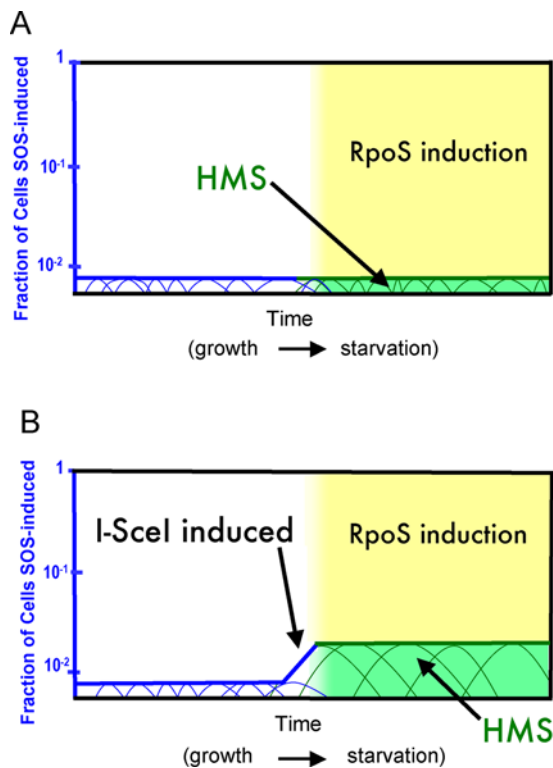 A
Fraction of Cells SOS-induced
1
10-1
10-2
HMS
RpoS induction
Time
(growth → starvation)
B
Fraction of Cells SOS-induced
1
10-1
10-2
I-SceI induced
RpoS induction
HMS
Time
(growth → starvation)